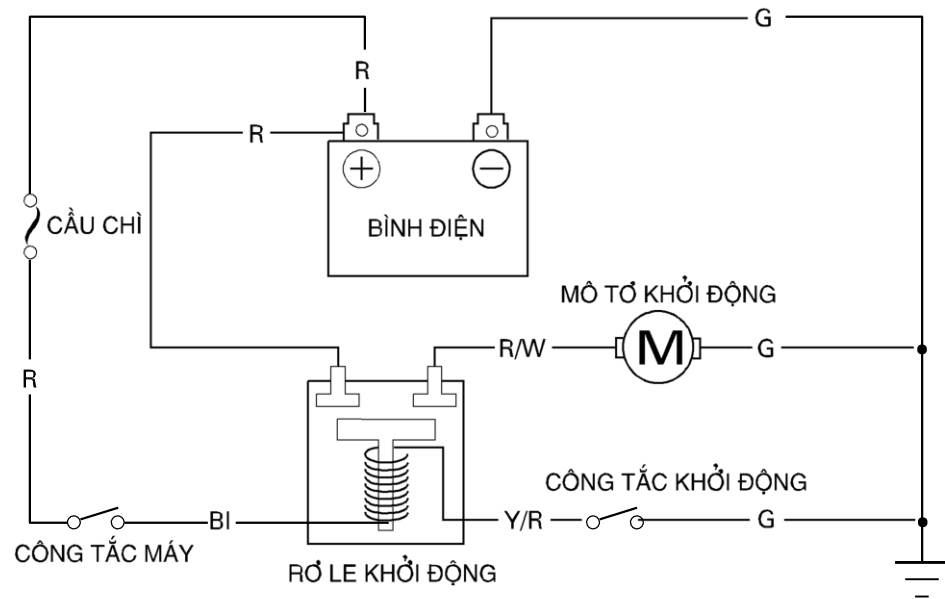 G
R
R
+
−
CẦU CHÌ
BÌNH ĐIỆN
MÔ TƠ KHỞI ĐỘNG
R/W
M
G
R
CÔNG TẮC KHỞI ĐỘNG
BI
Y/R
G
CÔNG TẮC MÁY
RƠ LE KHỞI ĐỘNG